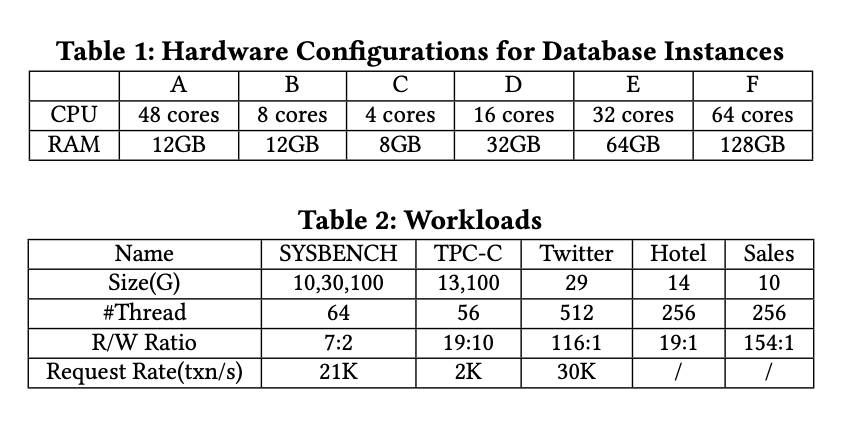 Table 1: Hardware Configurations for Database Instances
A B C D E F
CPU 48 cores 8 cores 4 cores 16 cores 32 cores 64 cores
RAM 12GB 12GB 8GB 32GB 64GB 128GB
Table 2: Workloads
Name SYSBENCH TPC-C Twitter Hotel Sales
Size(G) 10,30,100 13,100 29 14 10
#Thread 64 56 512 256 256
R/W Ratio 7:2 19:10 116:1 19:1 154:1
Request Rate(txn/s) 21K 2K 30K / /